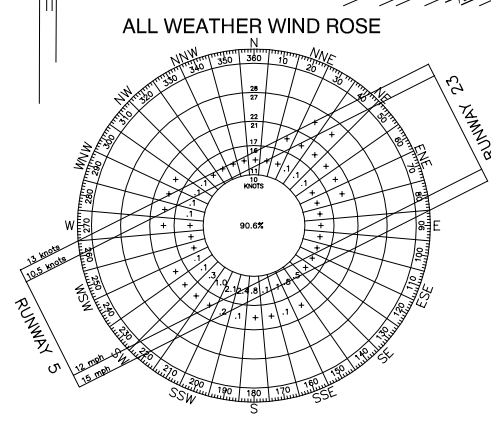 ALL WEATHER WIND ROSE
N
NNE
NE
ENE
E
ESE
SE
SSE
S
SSW
SW
WSW
W
WNW
NW
NNW
360
10
20
30
40
50
60
70
80
90
100
110
120
130
140
150
160
170
180
190
200
210
220
230
240
250
260
270
280
290
300
310
320
330
340
350
28
27
22
21
17
16
11
10
KNOTS
90.6%
RUNWAY 23
RUNWAY 5
13 knots
10.5 knots
12 mph
15 mph